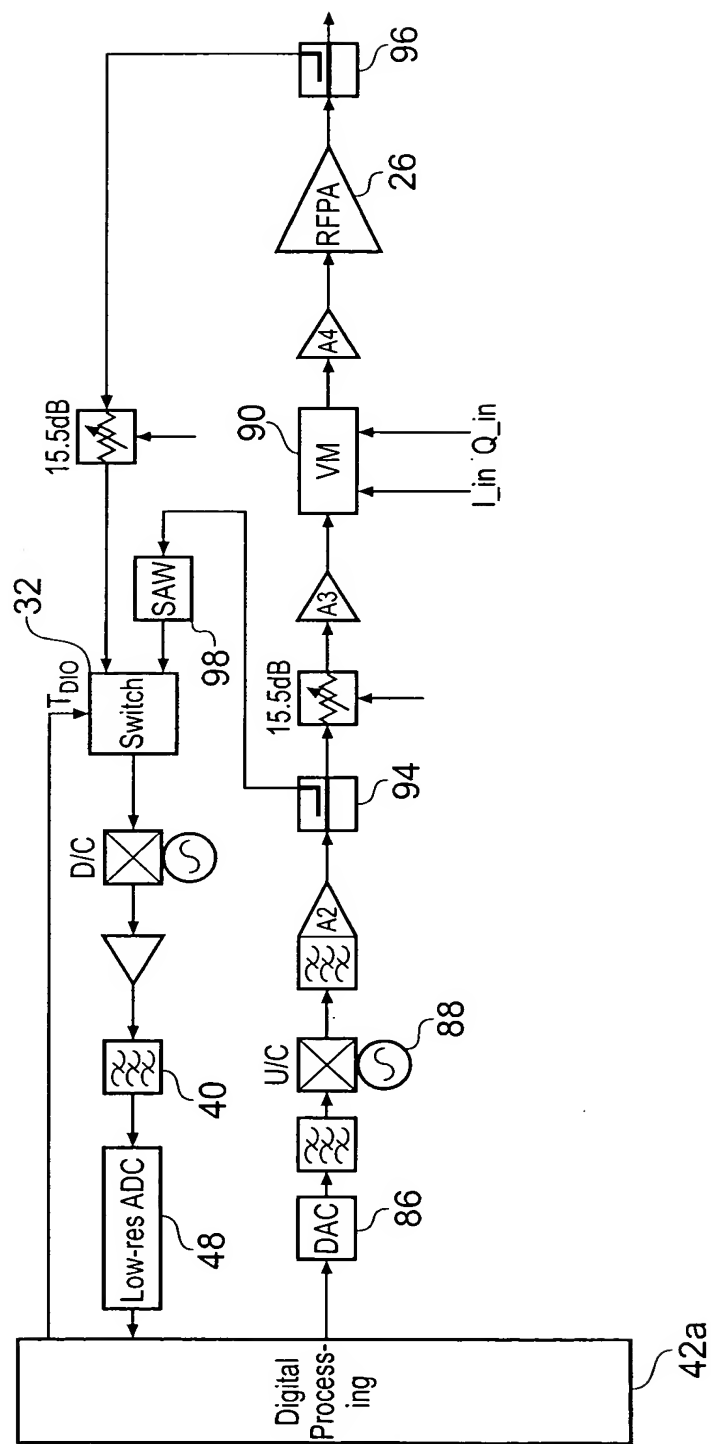 Digital
Process-
ing
42a
Low-res ADC
48
40
D/C
Switch
T_DIO
32
15.5dB
SAW
98
DAC
86
U/C
88
A2
94
15.5dB
A3
VM
90
I_in Q_in
A4
RFPA
26
96